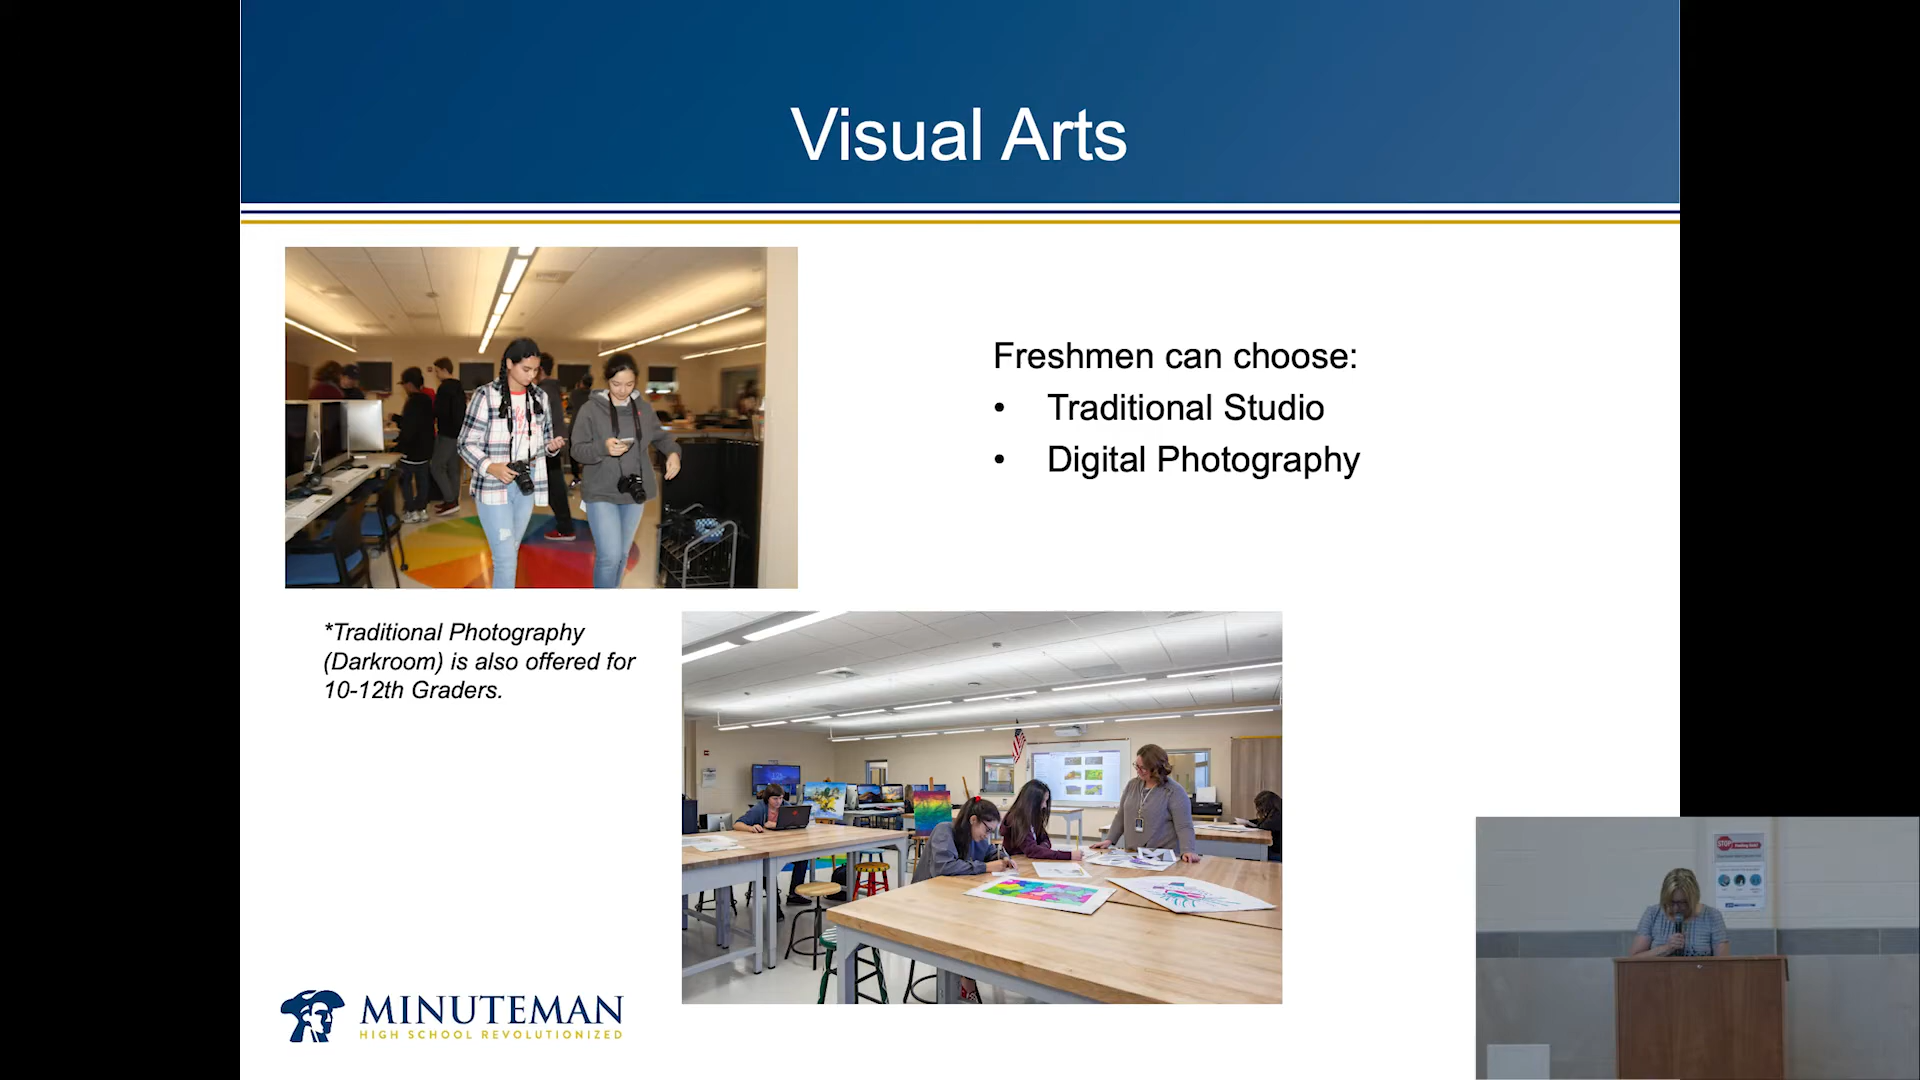 Visual Arts
Freshmen can choose:
• Traditional Studio
• Digital Photography
*Traditional Photography
(Darkroom) is also offered for
10-12th Graders.
MINUTEMAN
HIGH SCHOOL REVOLUTIONIZED
STOP